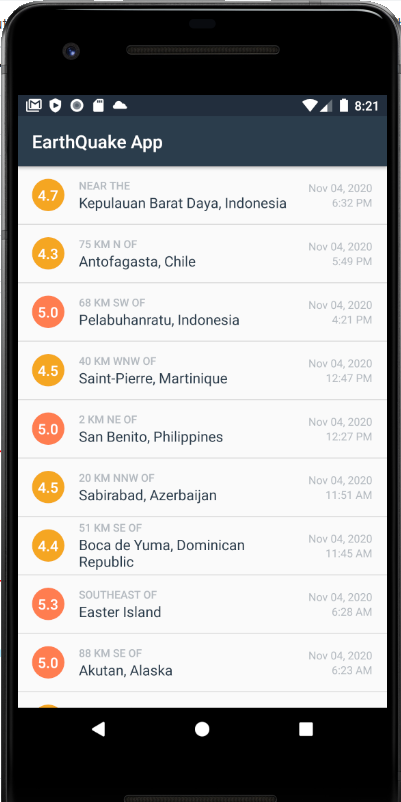 8:21
EarthQuake App
4.7
NEAR THE
Kepulauan Barat Daya, Indonesia
Nov 04, 2020
6:32 PM
4.3
75 KM N OF
Antofagasta, Chile
Nov 04, 2020
5:49 PM
5.0
68 KM SW OF
Pelabuhanratu, Indonesia
Nov 04, 2020
4:21 PM
4.5
40 KM WNW OF
Saint-Pierre, Martinique
Nov 04, 2020
12:47 PM
5.0
2 KM NE OF
San Benito, Philippines
Nov 04, 2020
12:27 PM
4.5
20 KM NNW OF
Sabirabad, Azerbaijan
Nov 04, 2020
11:51 AM
4.4
51 KM SE OF
Boca de Yuma, Dominican
Republic
Nov 04, 2020
11:45 AM
5.3
SOUTHEAST OF
Easter Island
Nov 04, 2020
6:28 AM
5.0
88 KM SE OF
Akutan, Alaska
Nov 04, 2020
6:23 AM